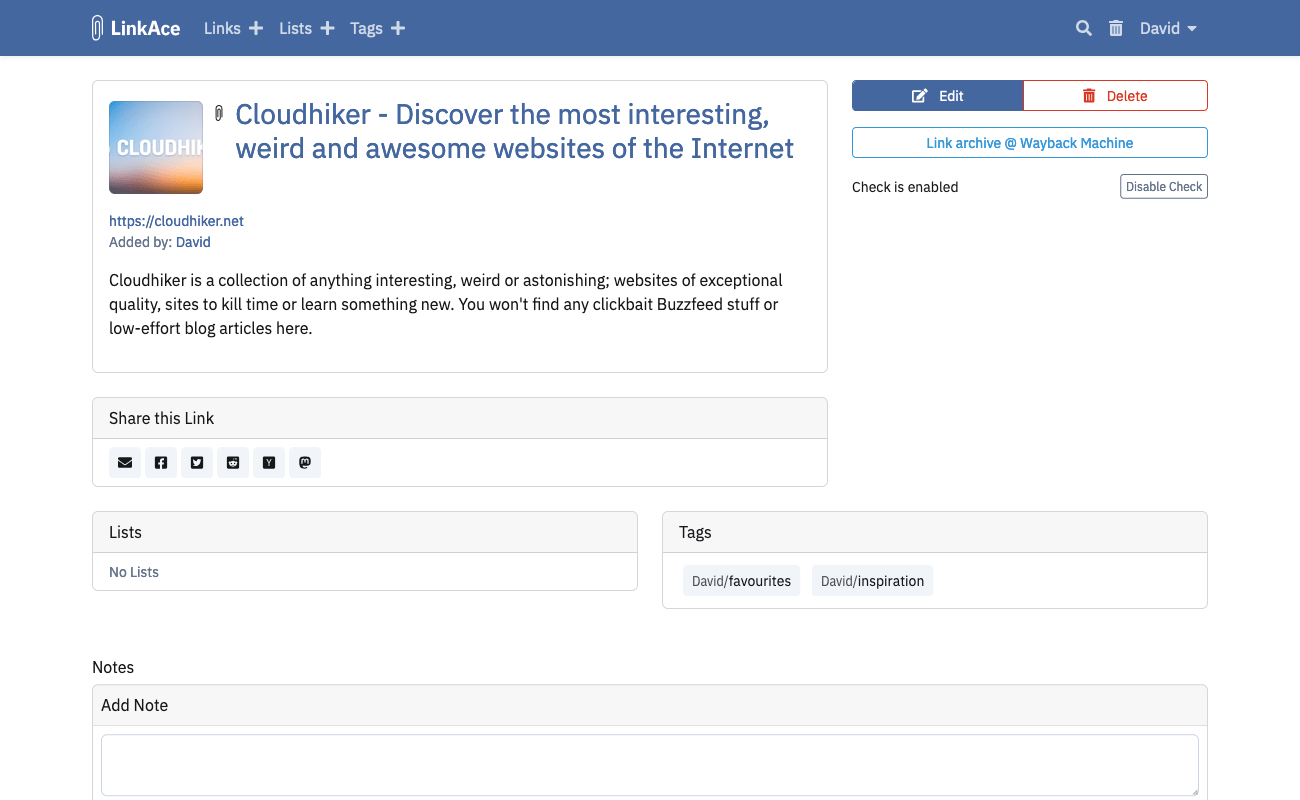 LinkAce Links Lists Tags David
CLOUDHIK
Cloudhiker - Discover the most interesting,
weird and awesome websites of the Internet
https://cloudhiker.net
Added by: David
Cloudhiker is a collection of anything interesting, weird or astonishing; websites of exceptional
quality, sites to kill time or learn something new. You won't find any clickbait Buzzfeed stuff or
low-effort blog articles here.
Edit Delete
Link archive @ Wayback Machine
Check is enabled Disable Check
Share this Link
Lists
No Lists
Tags
David/favourites David/inspiration
Notes
Add Note